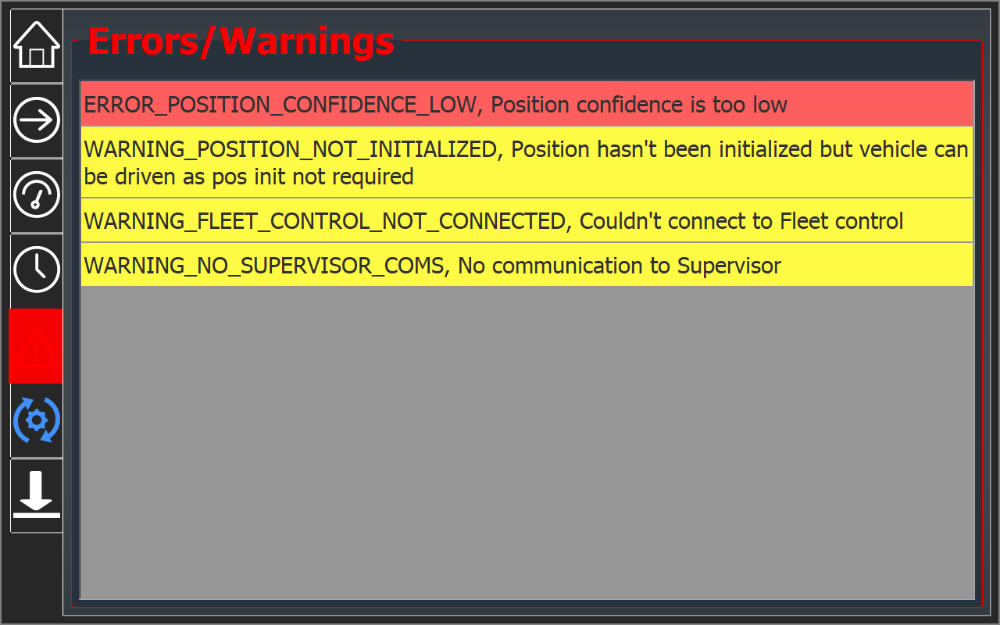 Errors/Warnings
ERROR_POSITION_CONFIDENCE_LOW, Position confidence is too low
WARNING_POSITION_NOT_INITIALIZED, Position hasn't been initialized but vehicle can
be driven as pos init not required
WARNING_FLEET_CONTROL_NOT_CONNECTED, Couldn't connect to Fleet control
WARNING_NO_SUPERVISOR_COMS, No communication to Supervisor